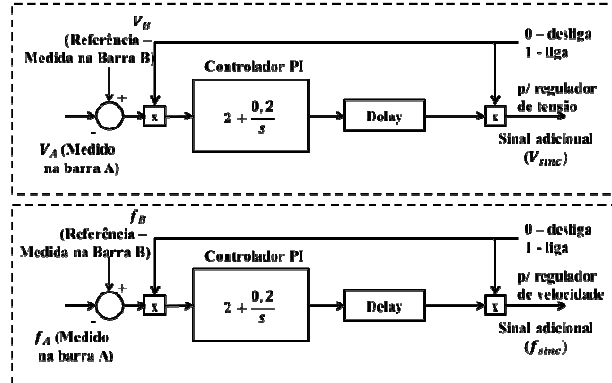 V_B
(Referência –
Medida na Barra B)
0 – desliga
1 - liga
Controlador PI
+
-
x
2 + 0,2/s
Delay
x
p/ regulador
de tensão
V_A (Medido
na barra A)
Sinal adicional
(V_sinc)
f_B
(Referência –
Medida na Barra B)
0 – desliga
1 - liga
Controlador PI
+
-
x
2 + 0,2/s
Delay
x
p/ regulador
de velocidade
f_A (Medido
na barra A)
Sinal adicional
(f_sinc)